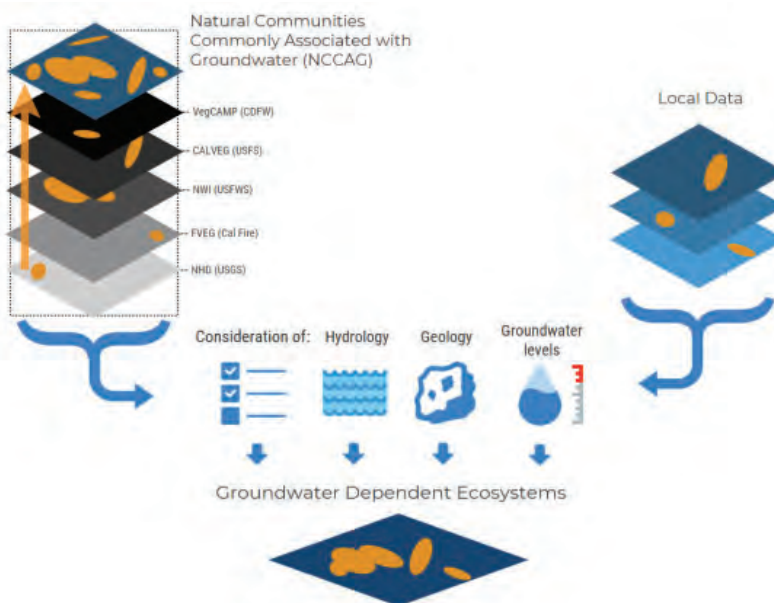 Natural Communities
Commonly Associated with
Groundwater (NCCAG)
VegCAMP (CDFW)
CALVEG (USFS)
NWI (USFWS)
FVEG (Cal Fire)
NHD (USGS)
Local Data
Consideration of:
Hydrology
Geology
Groundwater
levels
Groundwater Dependent Ecosystems